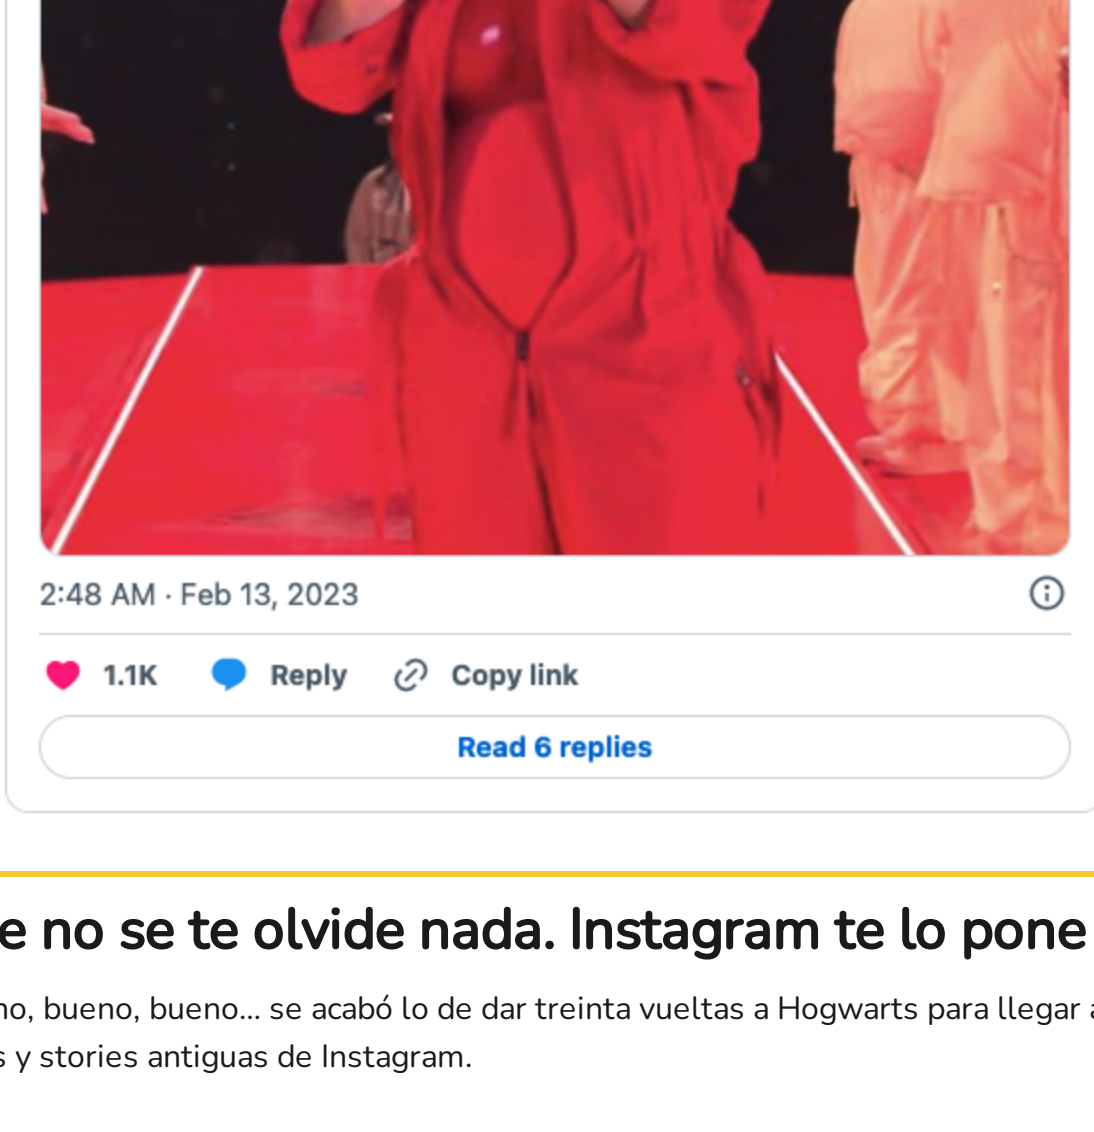 2:48 AM · Feb 13, 2023
1.1K Reply Copy link
Read 6 replies
e no se te olvide nada. Instagram te lo pone
no, bueno, bueno... se acabó lo de dar treinta vueltas a Hogwarts para llegar a
s y stories antiguas de Instagram.